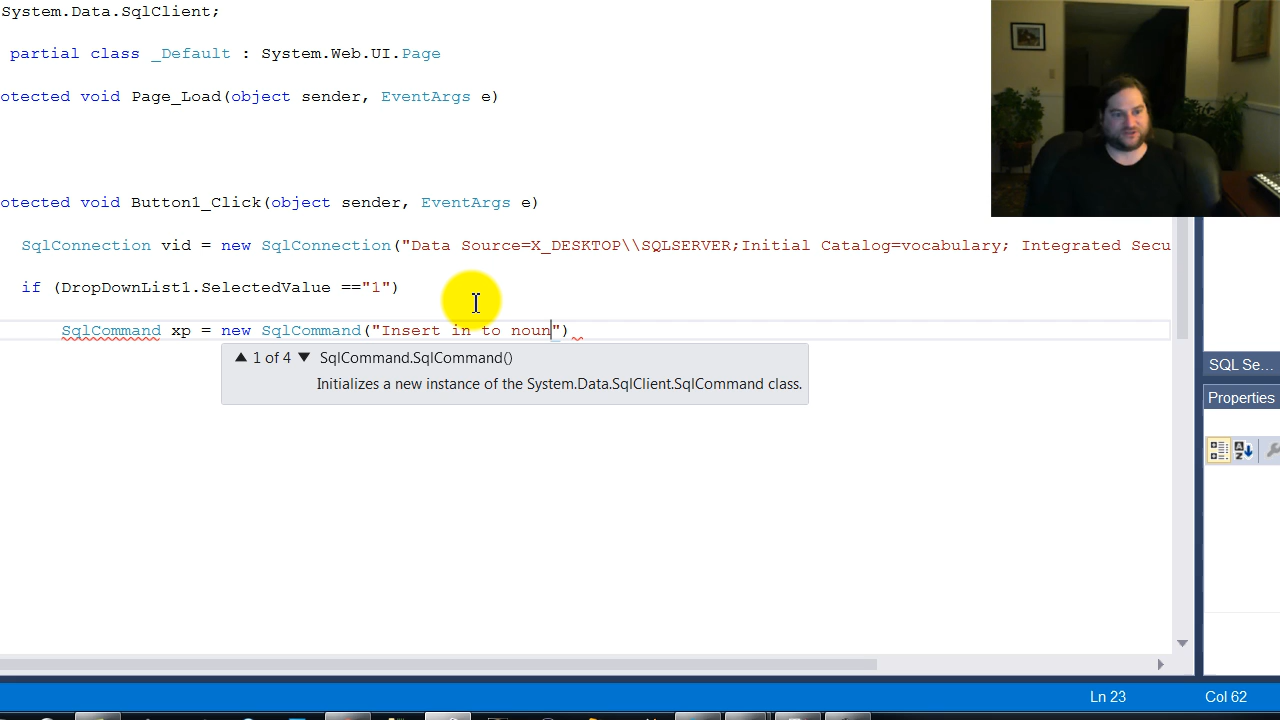 System.Data.SqlClient;
partial class _Default : System.Web.UI.Page
otected void Page_Load(object sender, EventArgs e)
otected void Button1_Click(object sender, EventArgs e)
SqlConnection vid = new SqlConnection("Data Source=X_DESKTOP\\SQLSERVER;Initial Catalog=vocabulary; Integrated Secu
if (DropDownList1.SelectedValue =="1")
SqlCommand xp = new SqlCommand("Insert in to noun")
▲ 1 of 4 ▼ SqlCommand.SqlCommand()
Initializes a new instance of the System.Data.SqlClient.SqlCommand class.
SQL Se...
Properties
Ln 23
Col 62